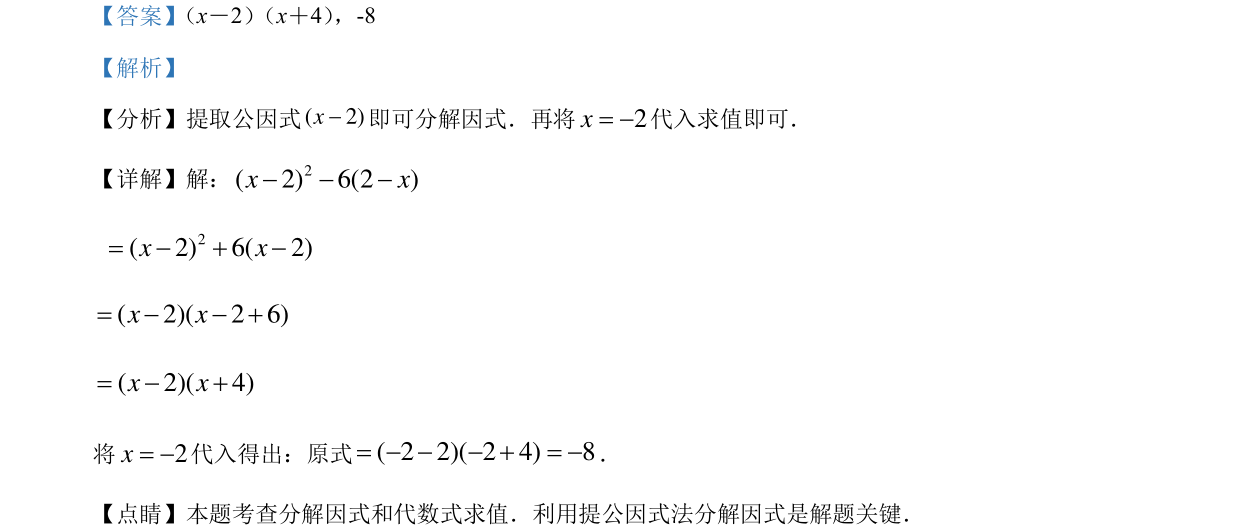 【答案】（x－2）（x＋4），-8
【解析】
【分析】提取公因式(x−2)即可分解因式．再将x=−2代入求值即可．
【详解】解：(x−2)²−6(2−x)
=(x−2)²+6(x−2)
=(x−2)(x−2+6)
=(x−2)(x+4)
将x=−2代入得出：原式=(−2−2)(−2+4)=−8．
【点睛】本题考查分解因式和代数式求值．利用提公因式法分解因式是解题关键．